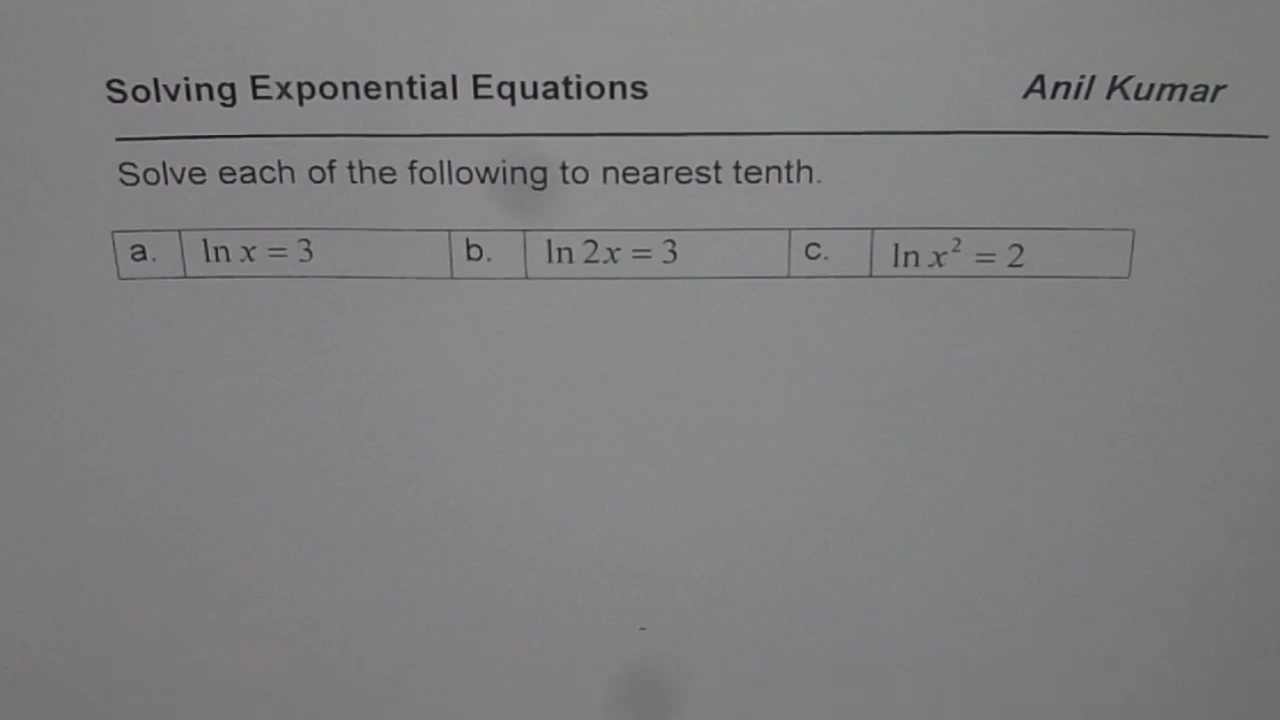 Solving Exponential Equations Anil Kumar
Solve each of the following to nearest tenth.
a. ln x = 3 b. ln 2x = 3 c. ln x² = 2